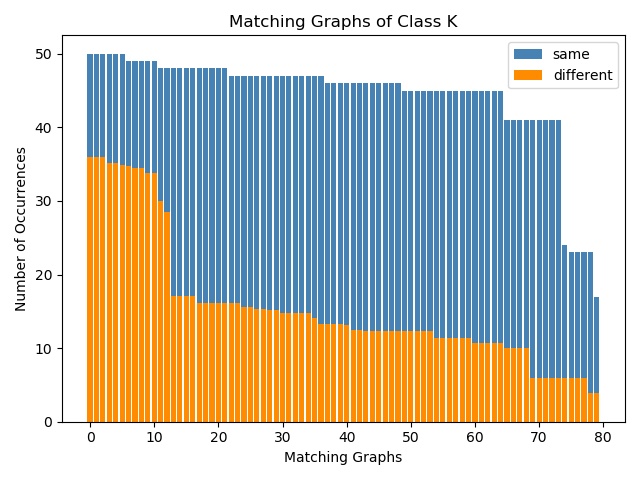 Matching Graphs of Class K
same
different
Number of Occurrences
50
40
30
20
10
0
0 10 20 30 40 50 60 70 80
Matching Graphs